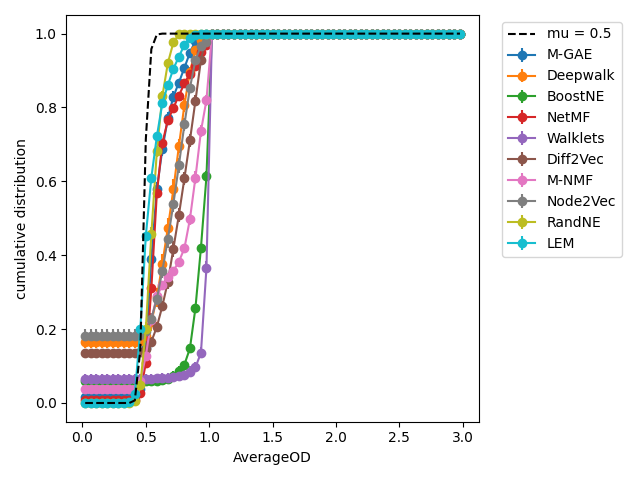 1.0
0.8
0.6
0.4
0.2
0.0
cumulative distribution
0.0 0.5 1.0 1.5 2.0 2.5 3.0
AverageOD
mu = 0.5
M-GAE
Deepwalk
BoostNE
NetMF
Walklets
Diff2Vec
M-NMF
Node2Vec
RandNE
LEM